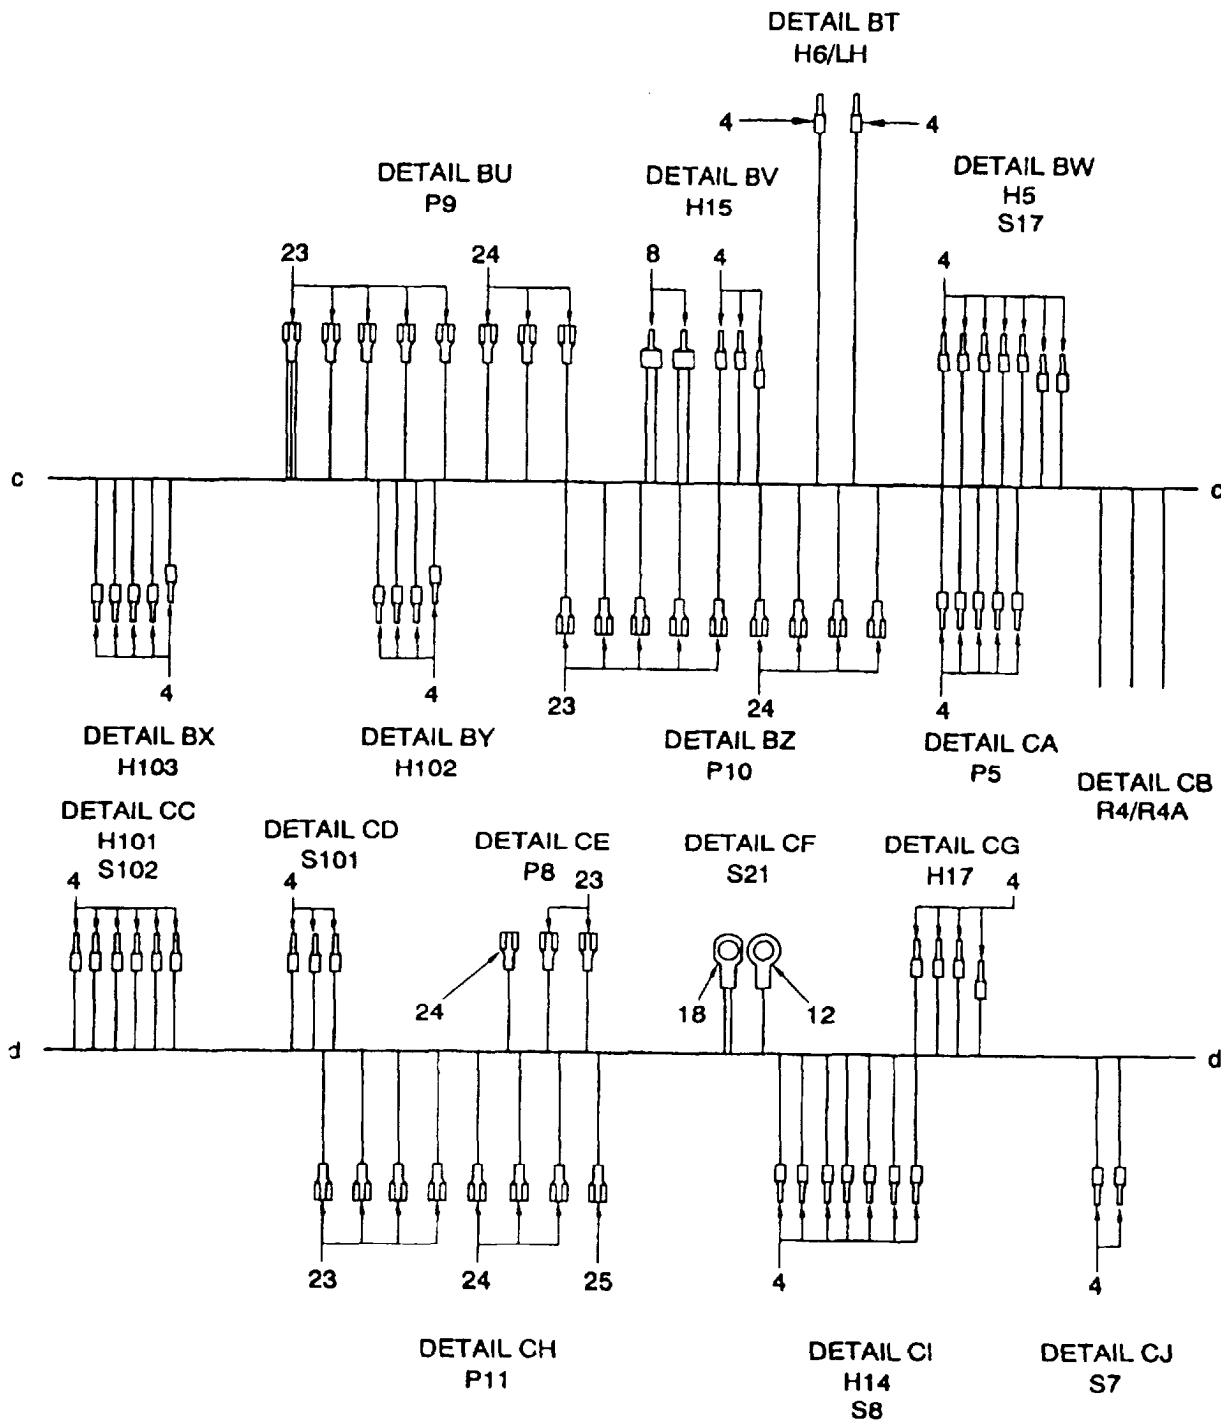 DETAIL BT
H6/LH
4
4
DETAIL BU
P9
DETAIL BV
H15
DETAIL BW
H5
S17
23
24
8
4
4
c
c
4
4
23
24
4
DETAIL BX
H103
DETAIL BY
H102
DETAIL BZ
P10
DETAIL CA
P5
DETAIL CB
R4/R4A
DETAIL CC
H101
S102
DETAIL CD
S101
DETAIL CE
P8
DETAIL CF
S21
DETAIL CG
H17
4
4
23
4
24
18
12
d
d
23
24
25
4
4
DETAIL CH
P11
DETAIL CI
H14
S8
DETAIL CJ
S7